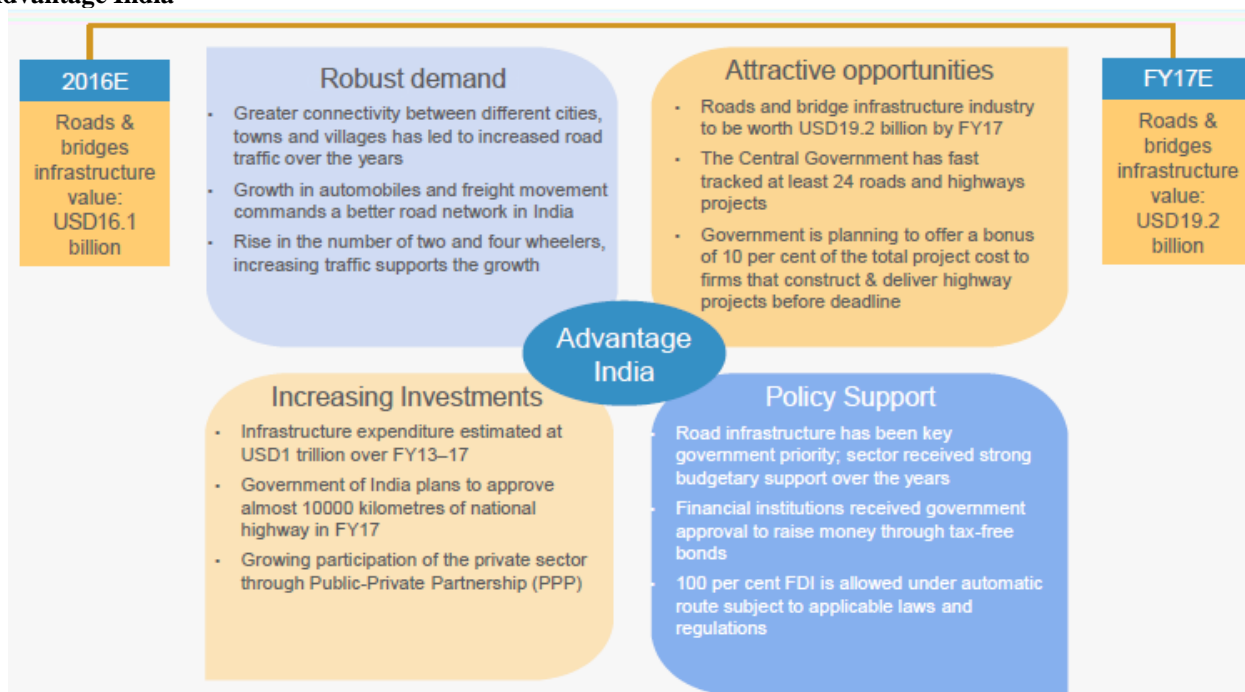 Advantage India
2016E
Roads &
bridges
infrastructure
value:
USD16.1
billion
Robust demand
• Greater connectivity between different cities,
towns and villages has led to increased road
traffic over the years
• Growth in automobiles and freight movement
commands a better road network in India
• Rise in the number of two and four wheelers,
increasing traffic supports the growth
Attractive opportunities
• Roads and bridge infrastructure industry
to be worth USD19.2 billion by FY17
• The Central Government has fast
tracked at least 24 roads and highways
projects
• Government is planning to offer a bonus
of 10 per cent of the total project cost to
firms that construct & deliver highway
projects before deadline
FY17E
Roads &
bridges
infrastructure
value:
USD19.2
billion
Advantage
India
Increasing Investments
• Infrastructure expenditure estimated at
USD1 trillion over FY13–17
• Government of India plans to approve
almost 10000 kilometres of national
highway in FY17
• Growing participation of the private sector
through Public-Private Partnership (PPP)
Policy Support
• Road infrastructure has been key
government priority; sector received strong
budgetary support over the years
• Financial institutions received government
approval to raise money through tax-free
bonds
• 100 per cent FDI is allowed under automatic
route subject to applicable laws and
regulations